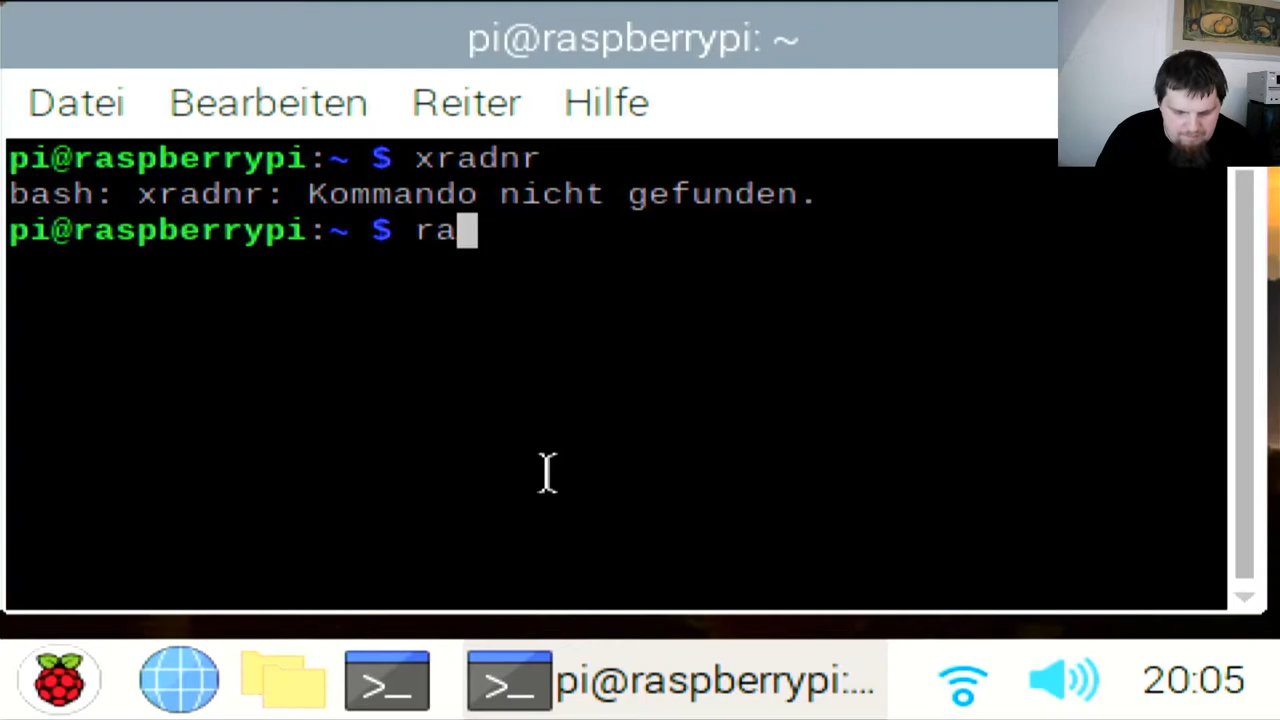 pi@raspberrypi: ~
Datei Bearbeiten Reiter Hilfe
pi@raspberrypi:~ $ xradnr
bash: xradnr: Kommando nicht gefunden.
pi@raspberrypi:~ $ ra
>_ >_ pi@raspberrypi:... 20:05